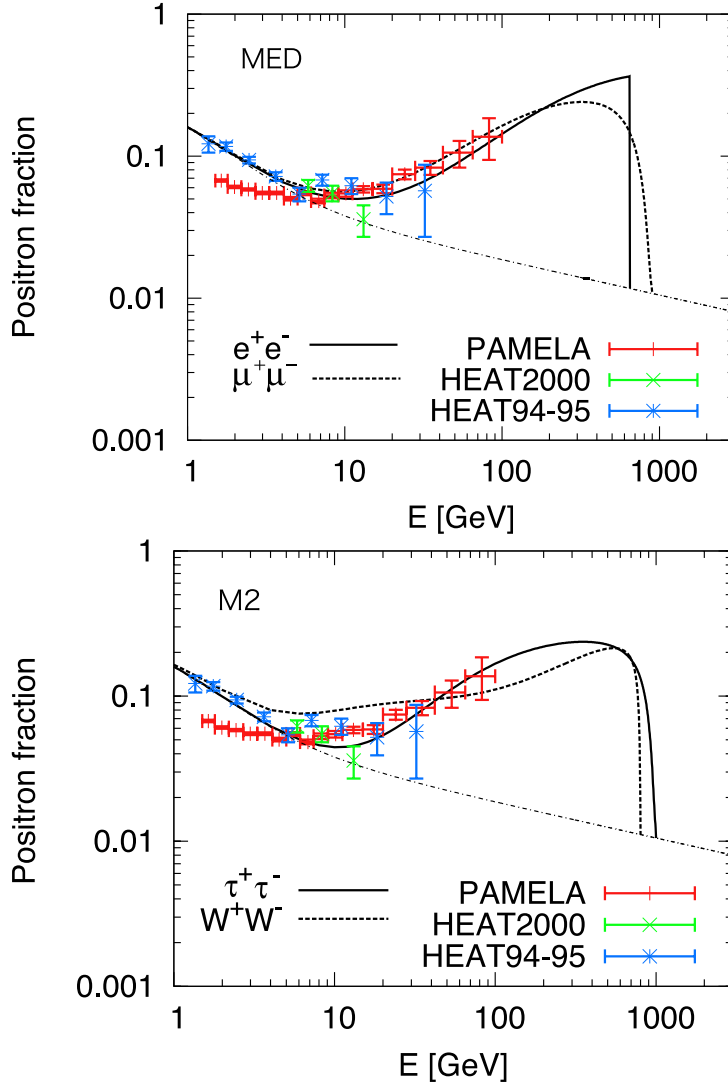 1
MED
Positron fraction
0.1
0.01
e+e-
μ+μ-
PAMELA
HEAT2000
HEAT94-95
0.001
1 10 100 1000
E [GeV]
1
M2
Positron fraction
0.1
0.01
τ+τ-
W+W-
PAMELA
HEAT2000
HEAT94-95
0.001
1 10 100 1000
E [GeV]